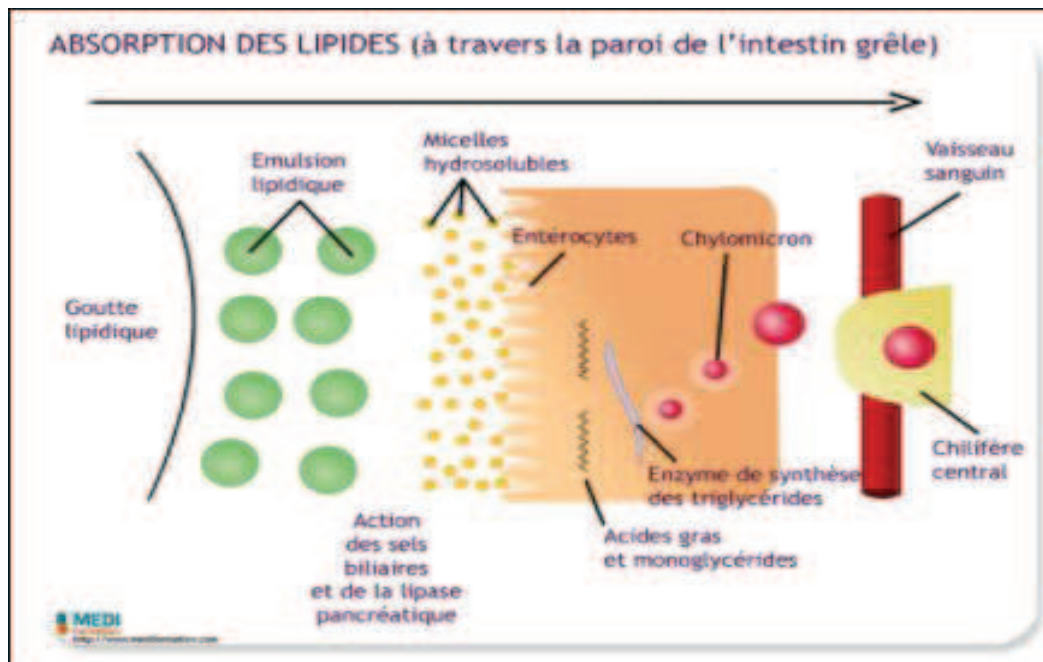 ABSORPTION DES LIPIDES (à travers la paroi de l'intestin grêle)
Emulsion
lipidique
Micelles
hydrosolubles
Vaisseau
sanguin
Entérocytes
Chylomicron
Goutte
lipidique
Chilifère
central
Enzyme de synthèse
des triglycérides
Acides gras
et monoglycérides
Action
des sels
biliaires
et de la lipase
pancréatique
MEDI